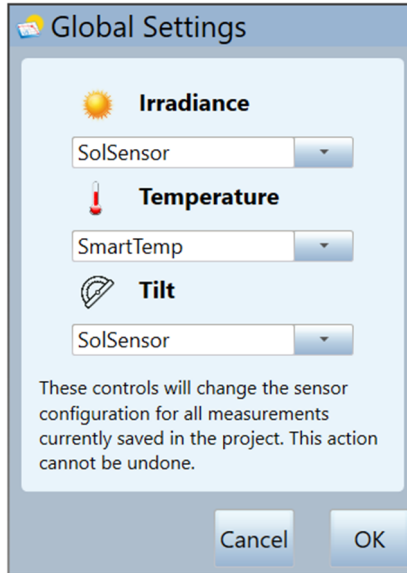 Global Settings
Irradiance
SolSensor
Temperature
SmartTemp
Tilt
SolSensor
These controls will change the sensor
configuration for all measurements
currently saved in the project. This action
cannot be undone.
Cancel OK